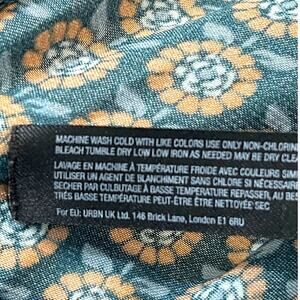 MACHINE WASH COLD WITH LIKE COLORS USE ONLY NON-CHLORINE
BLEACH TUMBLE DRY LOW LOW IRON AS NEEDED MAY BE DRY CLEA
LAVAGE EN MACHINE À TEMPÉRATURE FROIDE AVEC COULEURS SIMI
UTILISER UN AGENT DE BLANCHIMENT SANS CHLORE SI NÉCESSAIRE
SÉCHER PAR CULBUTAGE À BASSE TEMPÉRATURE REPASSER, AU BES
TRÈS BASSE TEMPÉRATURE PEUT ÊTRE NETTOYÉ SEC
For EU: URBN UK Ltd. 146 Brick Lane, London E1 6RU